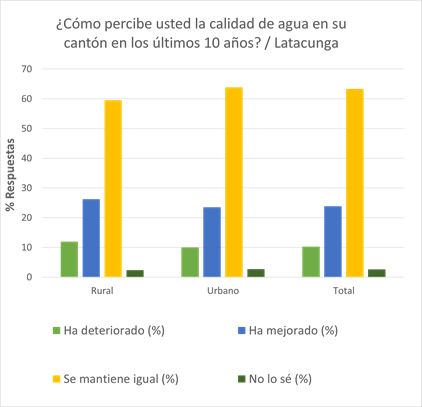 ¿Cómo percibe usted la calidad de agua en su
cantón en los últimos 10 años? / Latacunga
70
60
50
40
30
20
10
0
% Respuestas
Rural
Urbano
Total
Ha deteriorado (%)
Ha mejorado (%)
Se mantiene igual (%)
No lo sé (%)